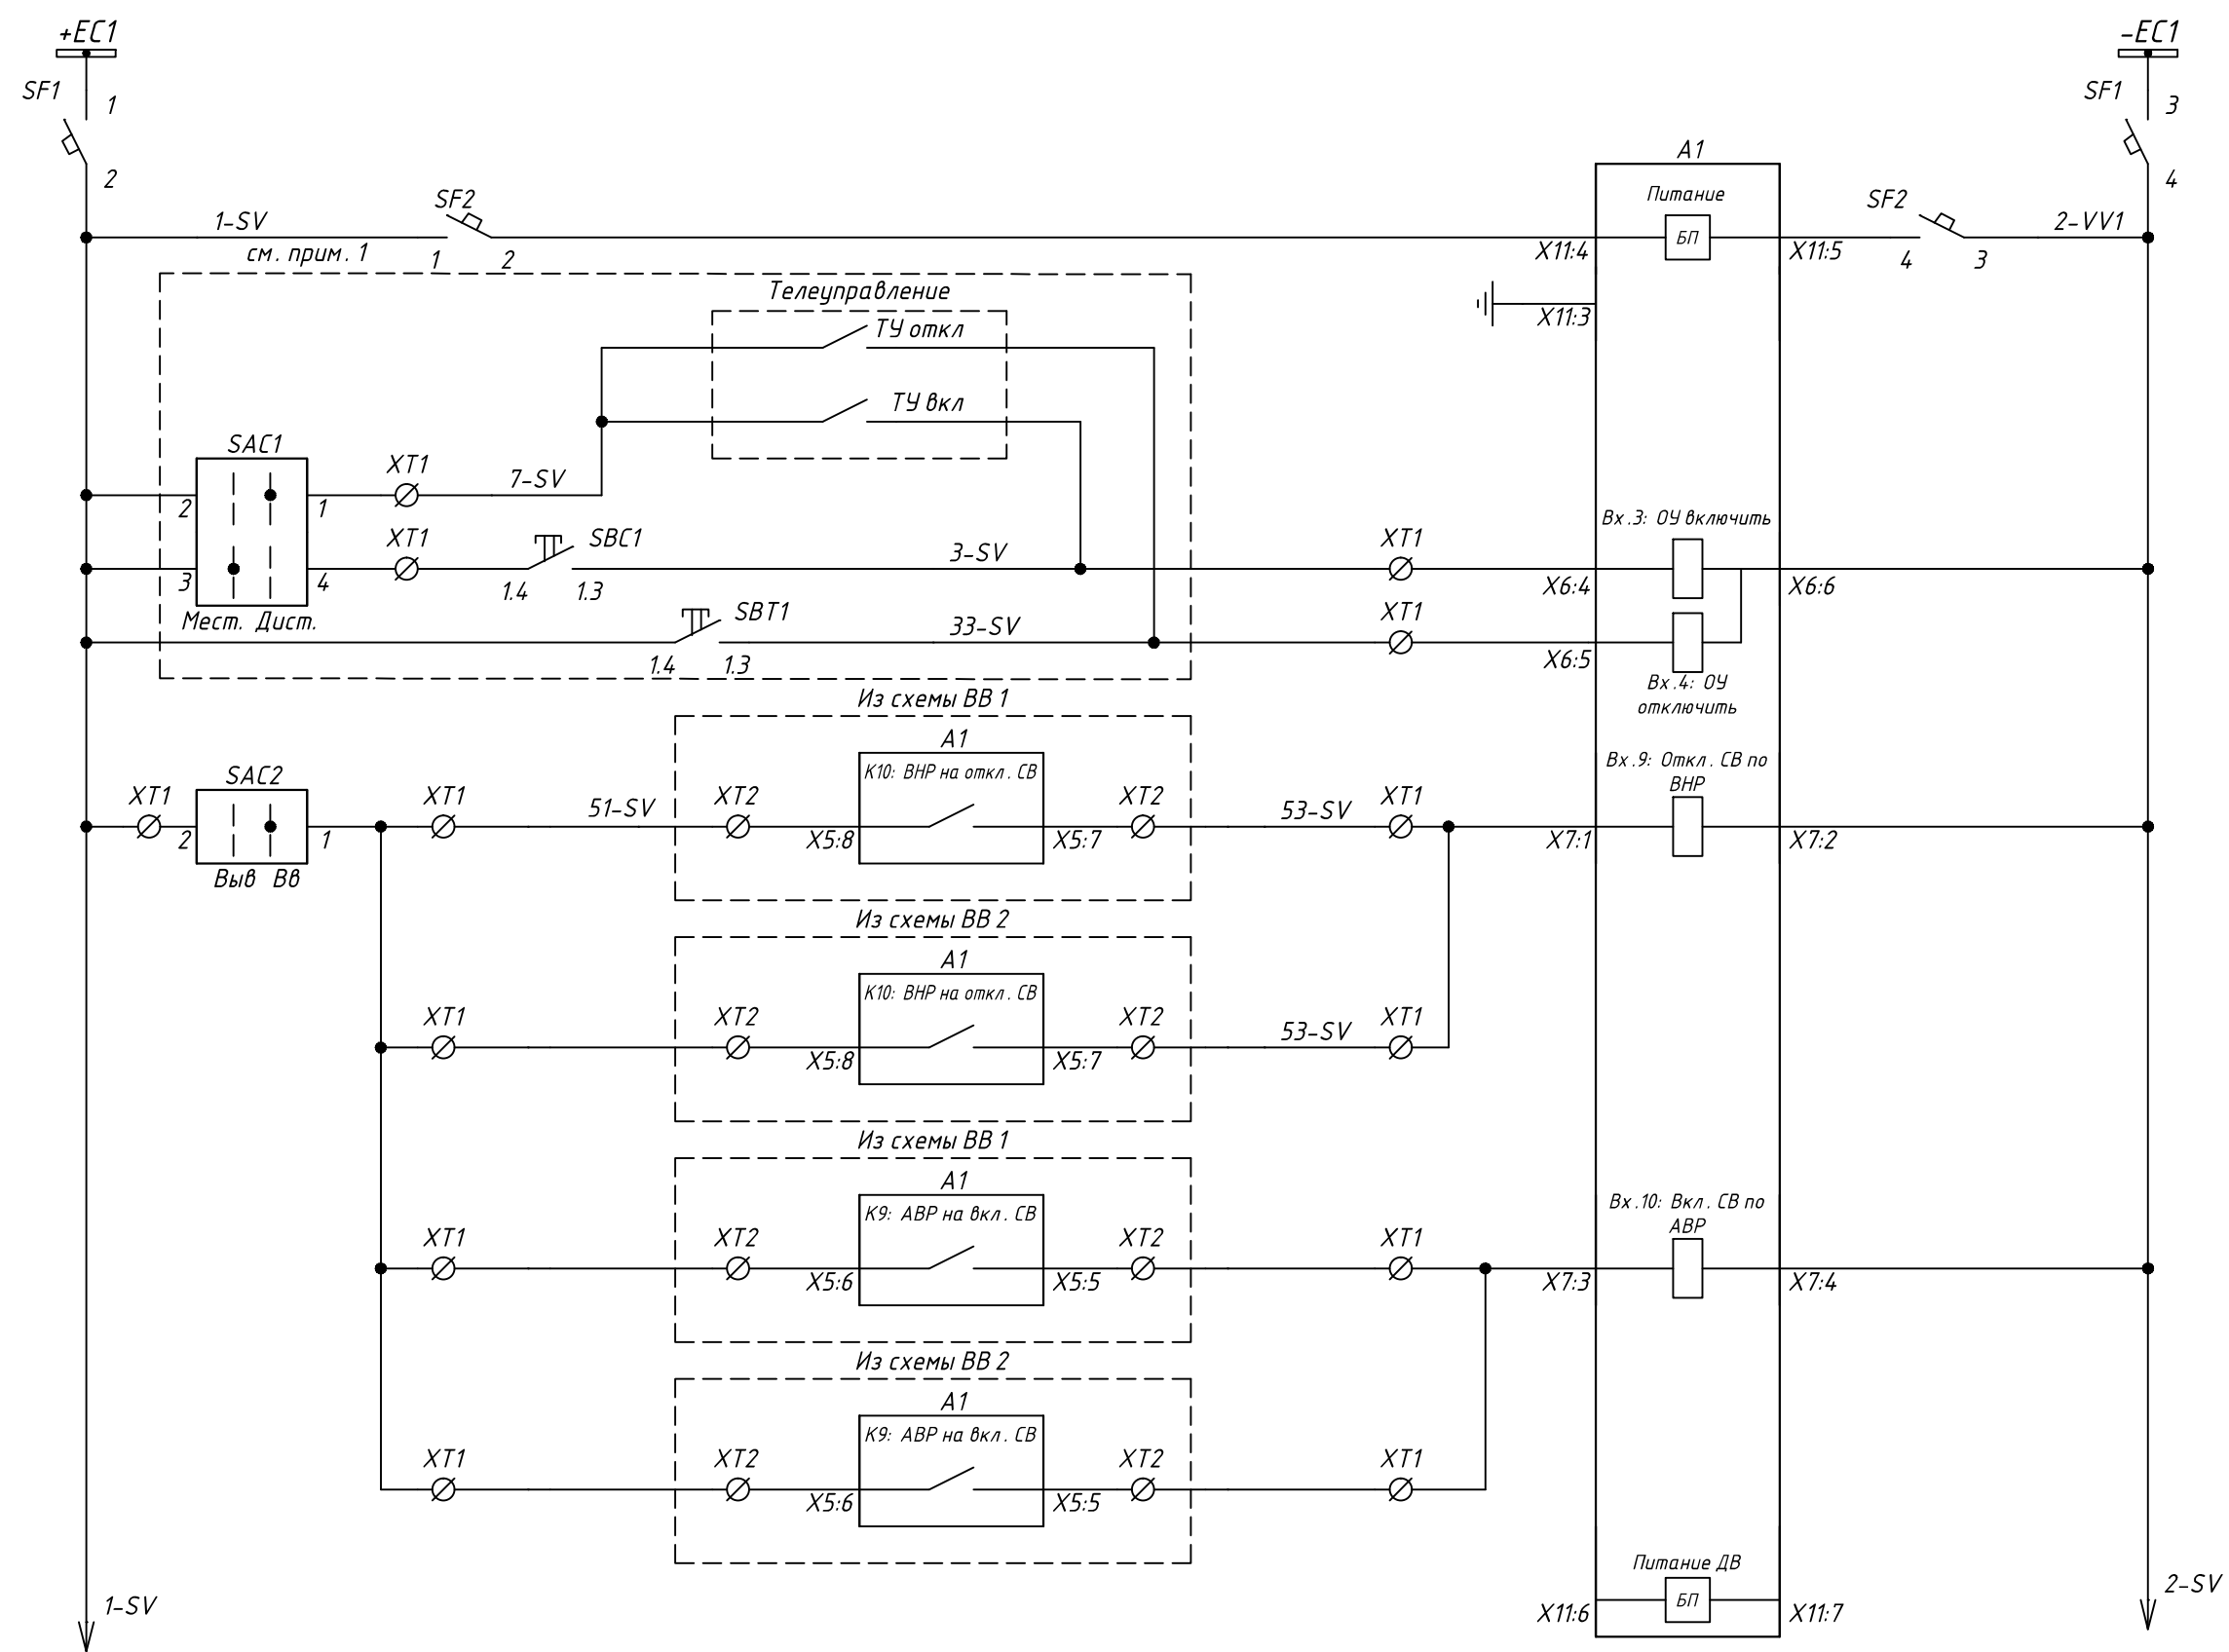 +EC1
-EC1
SF1
1
SF1
3
2
4
A1
Питание
1-SV
SF2
SF2
2-VV1
БП
см. прим. 1
1
2
X11:4
X11:5
4
3
Телеуправление
X11:3
ТУ откл
ТУ вкл
SAC1
XT1
7-SV
2
1
Вх.3: ОУ включить
XT1
SBC1
3-SV
XT1
3
4
1.4
1.3
X6:4
X6:6
Мест. Дист.
SBT1
33-SV
XT1
1.4
1.3
X6:5
Вх.4: ОУ
отключить
Из схемы ВВ 1
A1
Вх.9: Откл. СВ по
ВНР
К10: ВНР на откл. СВ
SAC2
XT1
XT1
51-SV
XT2
XT2
53-SV
XT1
2
1
X5:8
X5:7
X7:1
X7:2
Выв Вв
Из схемы ВВ 2
A1
К10: ВНР на откл. СВ
XT1
XT2
XT2
53-SV
XT1
X5:8
X5:7
Из схемы ВВ 1
A1
Вх.10: Вкл. СВ по
АВР
К9: АВР на вкл. СВ
XT1
XT2
XT2
XT1
X5:6
X5:5
X7:3
X7:4
Из схемы ВВ 2
A1
К9: АВР на вкл. СВ
XT1
XT2
XT2
XT1
X5:6
X5:5
Питание ДВ
БП
1-SV
X11:6
X11:7
2-SV